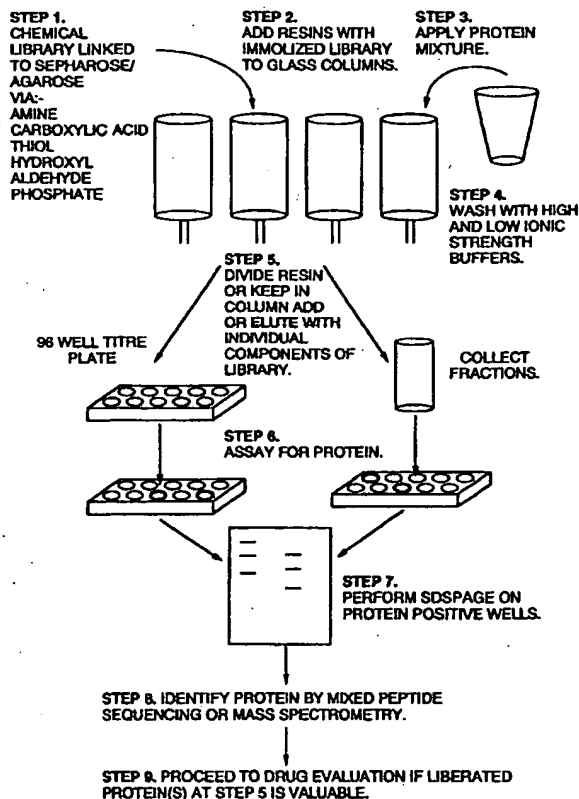 STEP 1.
CHEMICAL
LIBRARY LINKED
TO SEPHAROSE/
AGAROSE
VIA:-
AMINE
CARBOXYLIC ACID
THIOL
HYDROXYL
ALDEHYDE
PHOSPHATE
STEP 2.
ADD RESINS WITH
IMMOLIZED LIBRARY
TO GLASS COLUMNS.
STEP 3.
APPLY PROTEIN
MIXTURE.
STEP 4.
WASH WITH HIGH
AND LOW IONIC
STRENGTH
BUFFERS.
STEP 5.
DIVIDE RESIN
OR KEEP IN
COLUMN ADD
OR ELUTE WITH
INDIVIDUAL
COMPONENTS OF
LIBRARY.
96 WELL TITRE
PLATE
COLLECT
FRACTIONS.
STEP 6.
ASSAY FOR PROTEIN.
STEP 7.
PERFORM SDSPAGE ON
PROTEIN POSITIVE WELLS.
STEP 8. IDENTIFY PROTEIN BY MIXED PEPTIDE
SEQUENCING OR MASS SPECTROMETRY.
STEP 9. PROCEED TO DRUG EVALUATION IF LIBERATED
PROTEIN(S) AT STEP 5 IS VALUABLE.